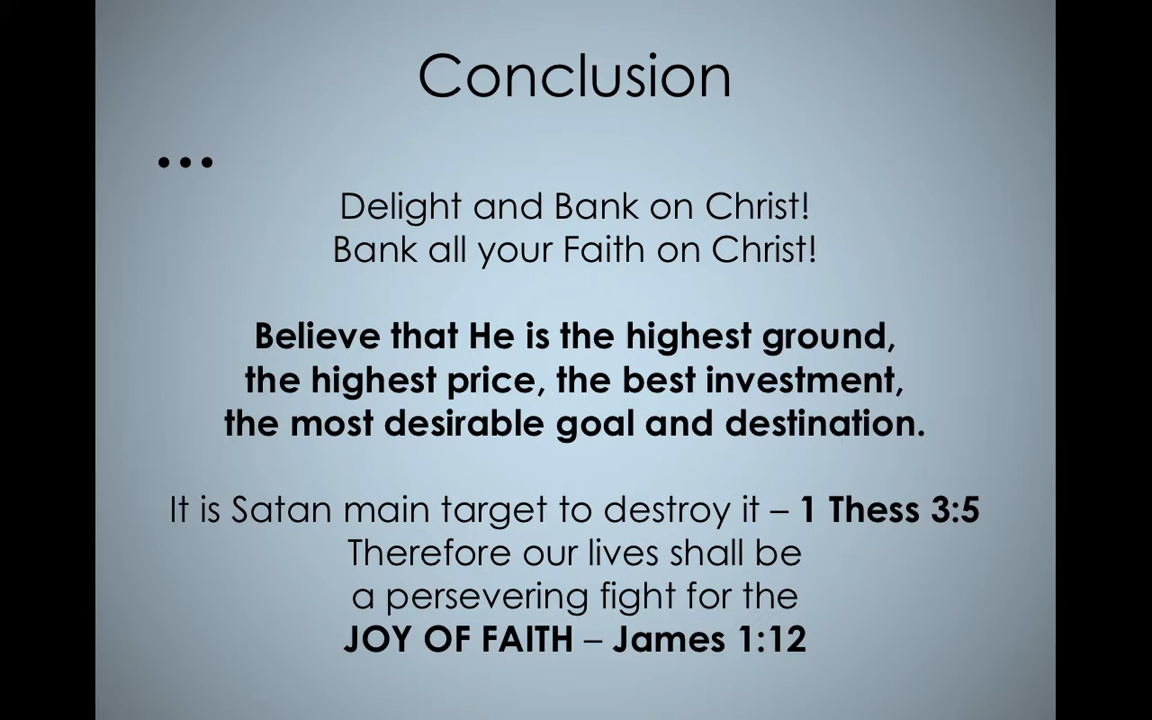 Conclusion
...
Delight and Bank on Christ!
Bank all your Faith on Christ!
Believe that He is the highest ground,
the highest price, the best investment,
the most desirable goal and destination.
It is Satan main target to destroy it – 1 Thess 3:5
Therefore our lives shall be
a persevering fight for the
JOY OF FAITH – James 1:12